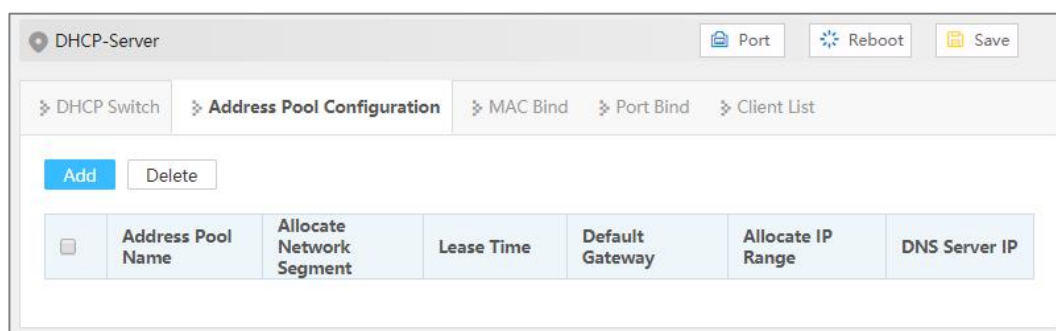 DHCP-Server Port Reboot Save
DHCP Switch Address Pool Configuration MAC Bind Port Bind Client List
Add Delete
Address Pool Name Allocate Network Segment Lease Time Default Gateway Allocate IP Range DNS Server IP